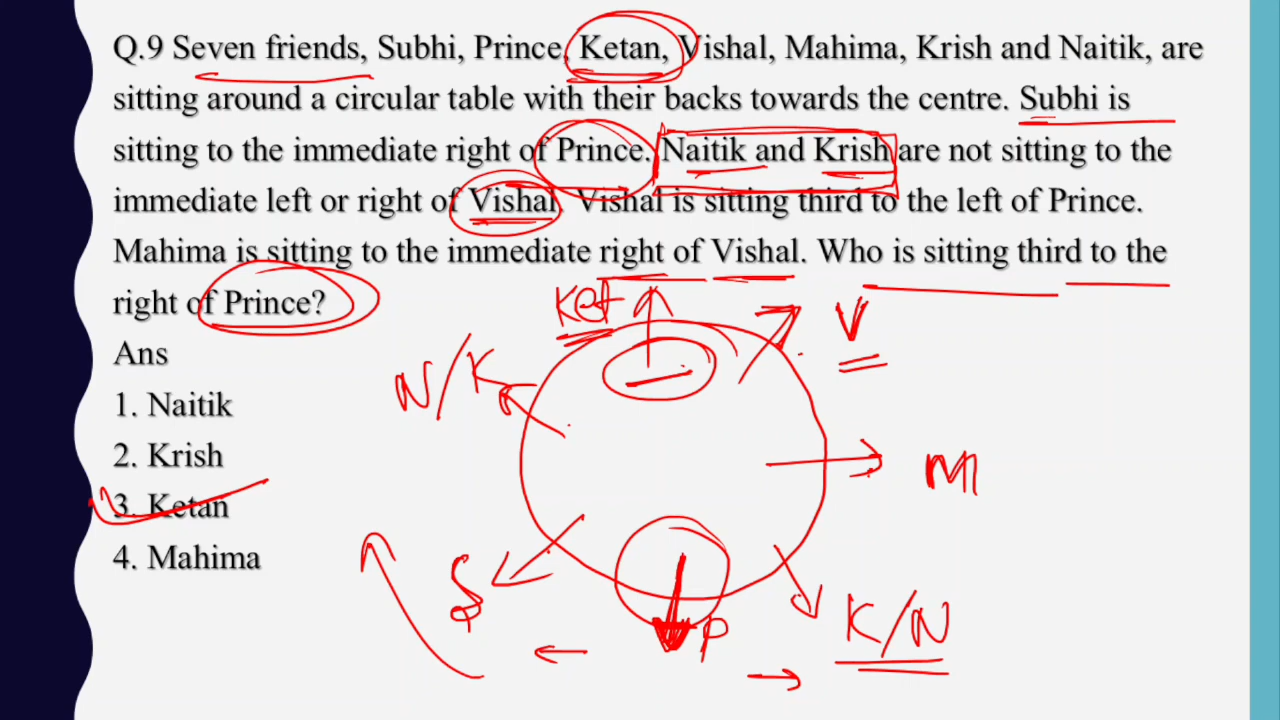 Q.9 Seven friends, Subhi, Prince, Ketan, Vishal, Mahima, Krish and Naitik, are
sitting around a circular table with their backs towards the centre. Subhi is
sitting to the immediate right of Prince. Naitik and Krish are not sitting to the
immediate left or right of Vishal. Vishal is sitting third to the left of Prince.
Mahima is sitting to the immediate right of Vishal. Who is sitting third to the
right of Prince?
Ans
1. Naitik
2. Krish
3. Ketan
4. Mahima
Ket
V
N/K
M
S
P
K/N